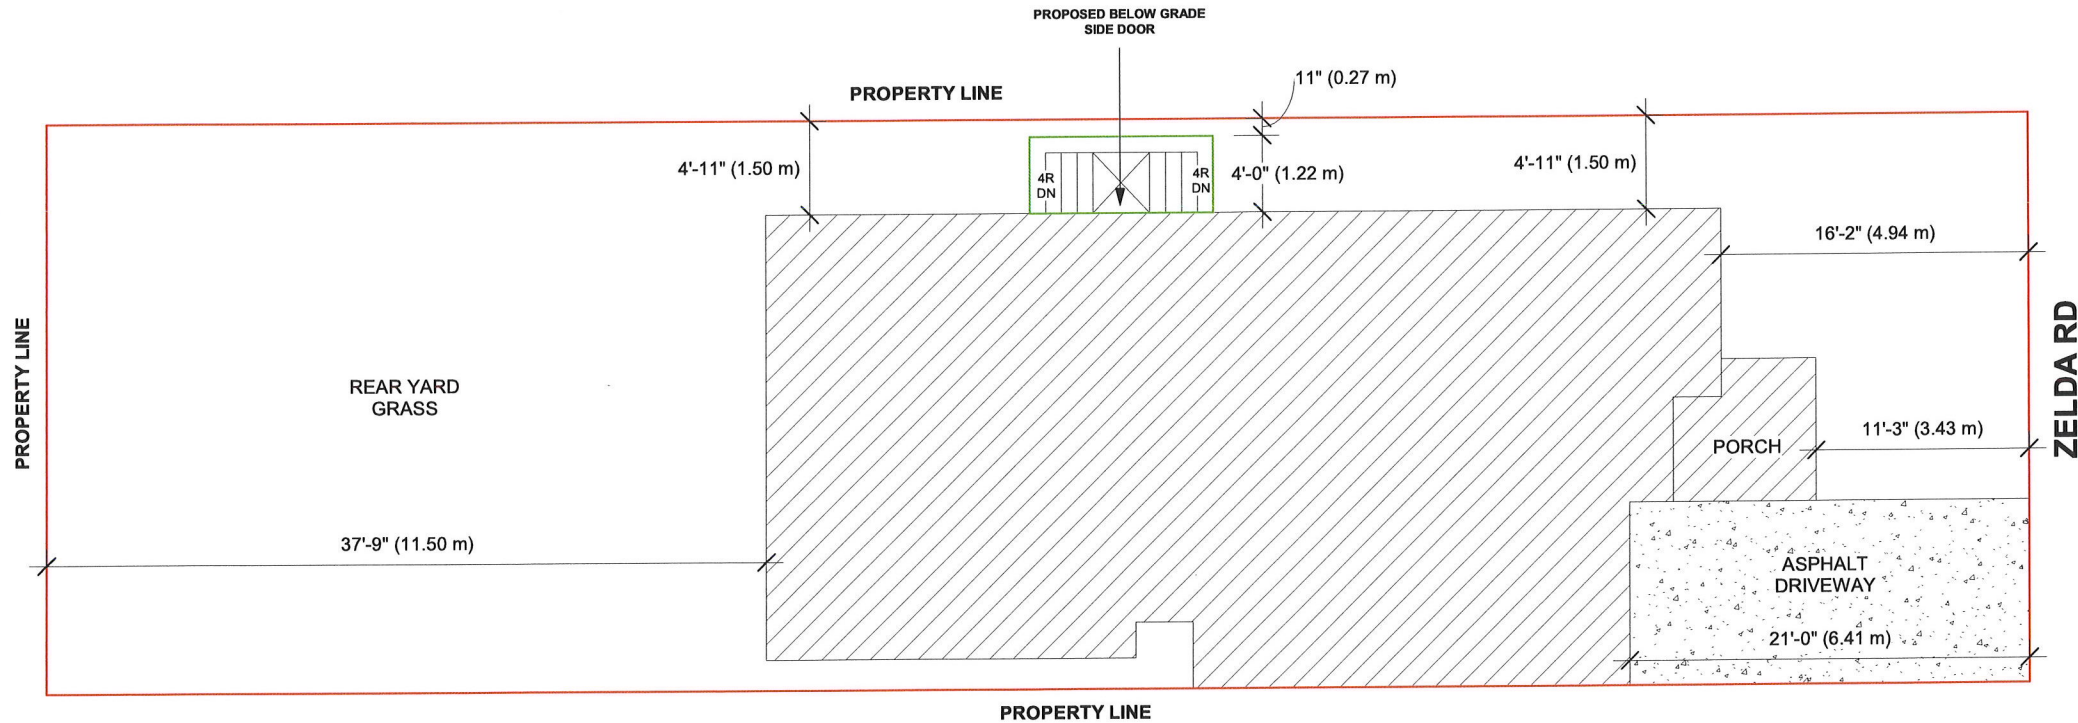 PROPOSED BELOW GRADE
SIDE DOOR
11" (0.27 m)
PROPERTY LINE
4'-11" (1.50 m)
4R
DN
4R
DN
4'-0" (1.22 m)
4'-11" (1.50 m)
16'-2" (4.94 m)
PROPERTY LINE
REAR YARD
GRASS
ZELDA RD
PORCH
11'-3" (3.43 m)
37'-9" (11.50 m)
ASPHALT
DRIVEWAY
21'-0" (6.41 m)
PROPERTY LINE